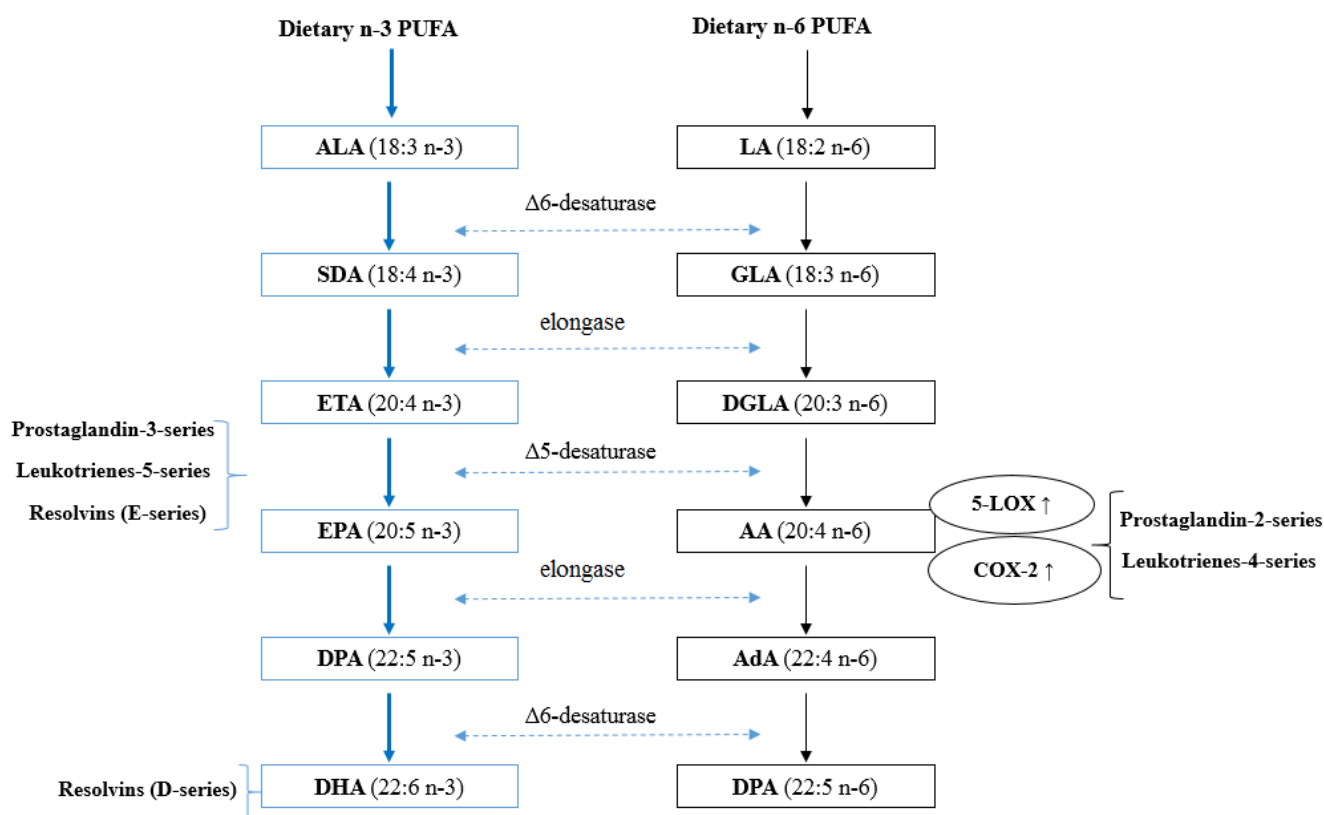 Dietary n-3 PUFA
Dietary n-6 PUFA
ALA (18:3 n-3)
LA (18:2 n-6)
Δ6-desaturase
SDA (18:4 n-3)
GLA (18:3 n-6)
elongase
ETA (20:4 n-3)
DGLA (20:3 n-6)
Prostaglandin-3-series
Leukotrienes-5-series
Resolvins (E-series)
Δ5-desaturase
EPA (20:5 n-3)
AA (20:4 n-6)
5-LOX ↑
COX-2 ↑
Prostaglandin-2-series
Leukotrienes-4-series
elongase
DPA (22:5 n-3)
AdA (22:4 n-6)
Δ6-desaturase
Resolvins (D-series)
DHA (22:6 n-3)
DPA (22:5 n-6)